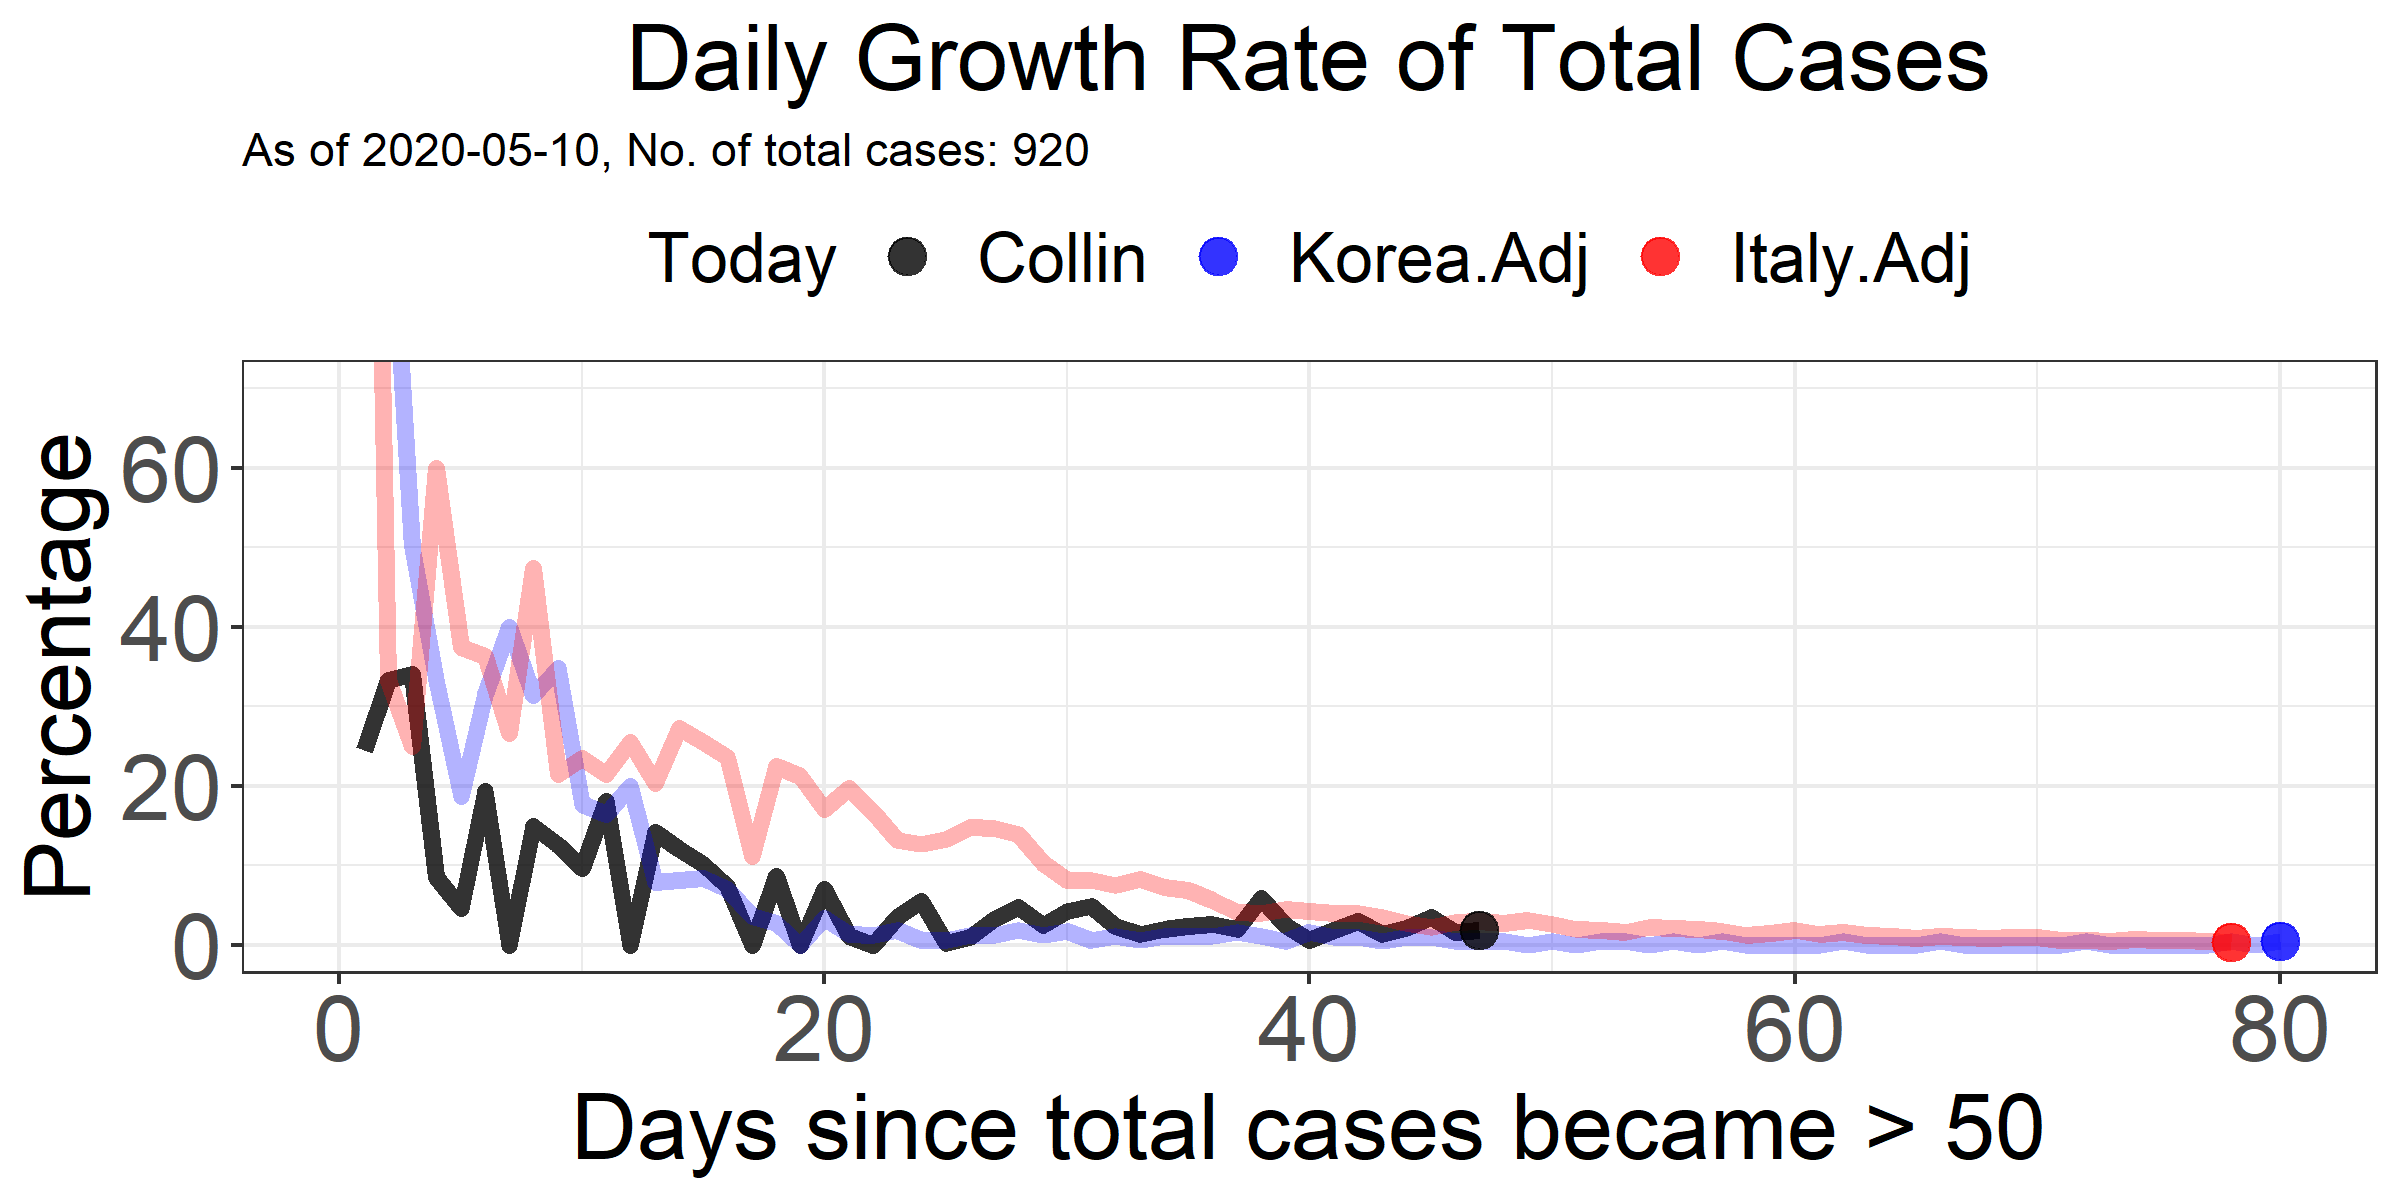 Daily Growth Rate of Total Cases
As of 2020-05-10, No. of total cases: 920
Today Collin Korea.Adj Italy.Adj
Percentage
60
40
20
0
0 20 40 60 80
Days since total cases became > 50